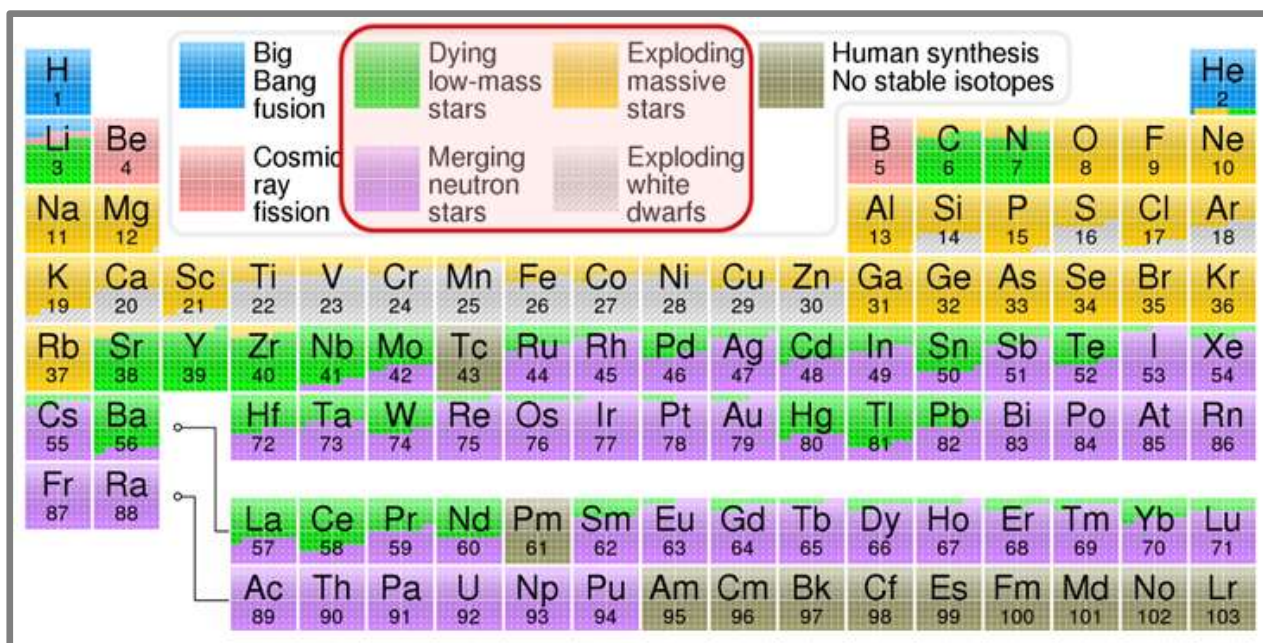 Big Bang fusion
Dying low-mass stars
Exploding massive stars
Human synthesis
No stable isotopes
Cosmic ray fission
Merging neutron stars
Exploding white dwarfs
H He
1 2
Li Be B C N O F Ne
3 4 5 6 7 8 9 10
Na Mg Al Si P S Cl Ar
11 12 13 14 15 16 17 18
K Ca Sc Ti V Cr Mn Fe Co Ni Cu Zn Ga Ge As Se Br Kr
19 20 21 22 23 24 25 26 27 28 29 30 31 32 33 34 35 36
Rb Sr Y Zr Nb Mo Tc Ru Rh Pd Ag Cd In Sn Sb Te I Xe
37 38 39 40 41 42 43 44 45 46 47 48 49 50 51 52 53 54
Cs Ba Hf Ta W Re Os Ir Pt Au Hg Tl Pb Bi Po At Rn
55 56 72 73 74 75 76 77 78 79 80 81 82 83 84 85 86
Fr Ra
87 88
La Ce Pr Nd Pm Sm Eu Gd Tb Dy Ho Er Tm Yb Lu
57 58 59 60 61 62 63 64 65 66 67 68 69 70 71
Ac Th Pa U Np Pu Am Cm Bk Cf Es Fm Md No Lr
89 90 91 92 93 94 95 96 97 98 99 100 101 102 103